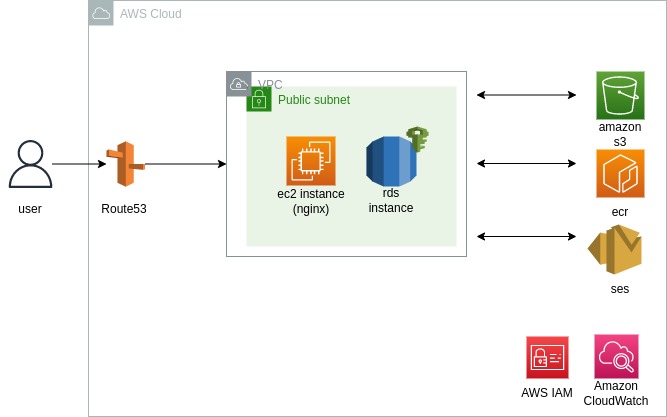 AWS Cloud
VPC
Public subnet
ec2 instance
(nginx)
rds
instance
user
Route53
amazon
s3
ecr
ses
AWS IAM
Amazon
CloudWatch